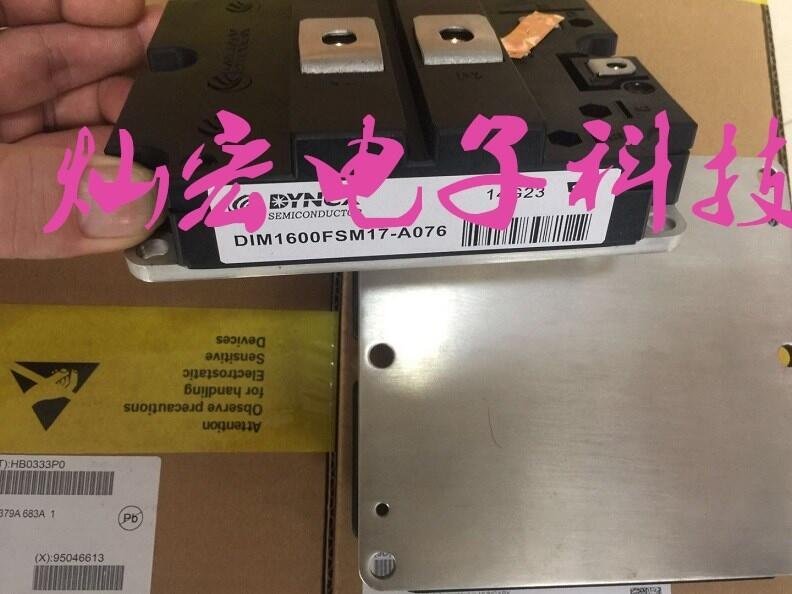 灿宏电子科技
DYNEX
SEMICONDUCTOR
DIM1600FSM17-A076
Attention
Observe precautions
for handling
Electrostatic
Sensitive
Devices
T):HB0333P0
379A 683A 1
Pb
(X):95046613